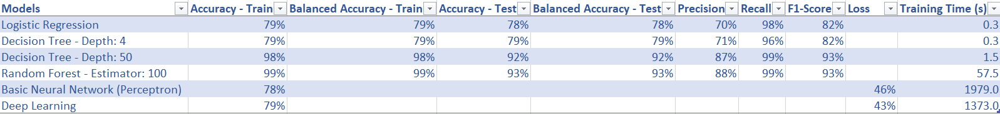 Models Accuracy - Train Balanced Accuracy - Train Accuracy - Test Balanced Accuracy - Test Precision Recall F1-Score Loss Training Time (s)
Logistic Regression 79% 79% 78% 78% 70% 98% 82% 0.3
Decision Tree - Depth: 4 79% 79% 79% 79% 71% 96% 82% 0.3
Decision Tree - Depth: 50 98% 98% 92% 92% 87% 99% 93% 1.5
Random Forest - Estimator: 100 99% 99% 93% 93% 88% 99% 93% 57.5
Basic Neural Network (Perceptron) 78% 46% 1979.0
Deep Learning 79% 43% 1373.0